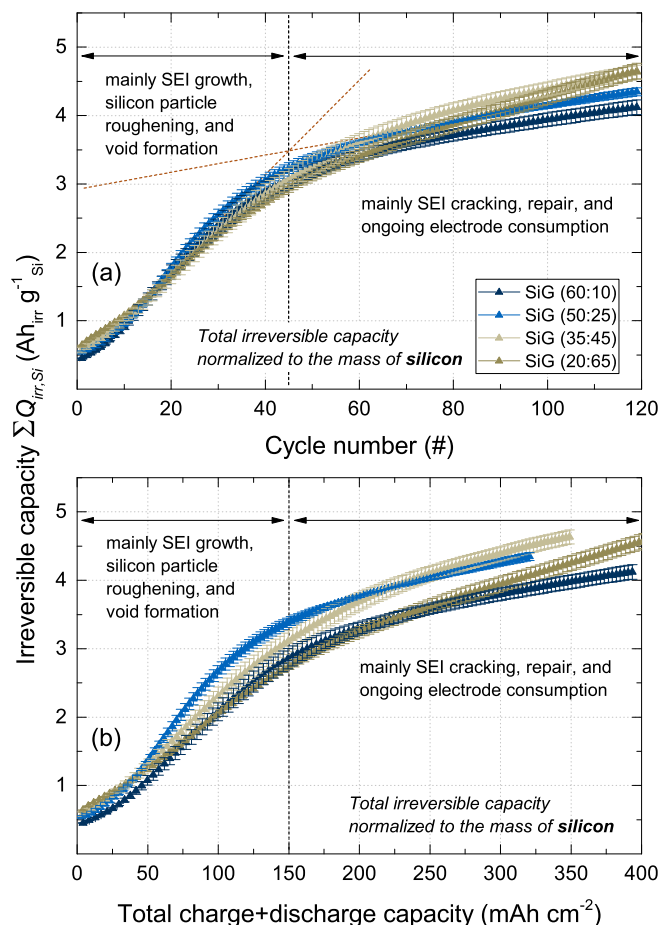 5
4
3
2
1
mainly SEI growth,
silicon particle
roughening, and
void formation
mainly SEI cracking, repair, and
ongoing electrode consumption
(a)
SiG (60:10)
SiG (50:25)
SiG (35:45)
SiG (20:65)
Total irreversible capacity
normalized to the mass of silicon
0 20 40 60 80 100 120
Cycle number (#)
Irreversible capacity ΣQirr,Si (Ahirr g-1Si)
5
4
3
2
1
mainly SEI growth,
silicon particle
roughening, and
void formation
mainly SEI cracking, repair, and
ongoing electrode consumption
(b)
Total irreversible capacity
normalized to the mass of silicon
0 50 100 150 200 250 300 350 400
Total charge+discharge capacity (mAh cm-2)